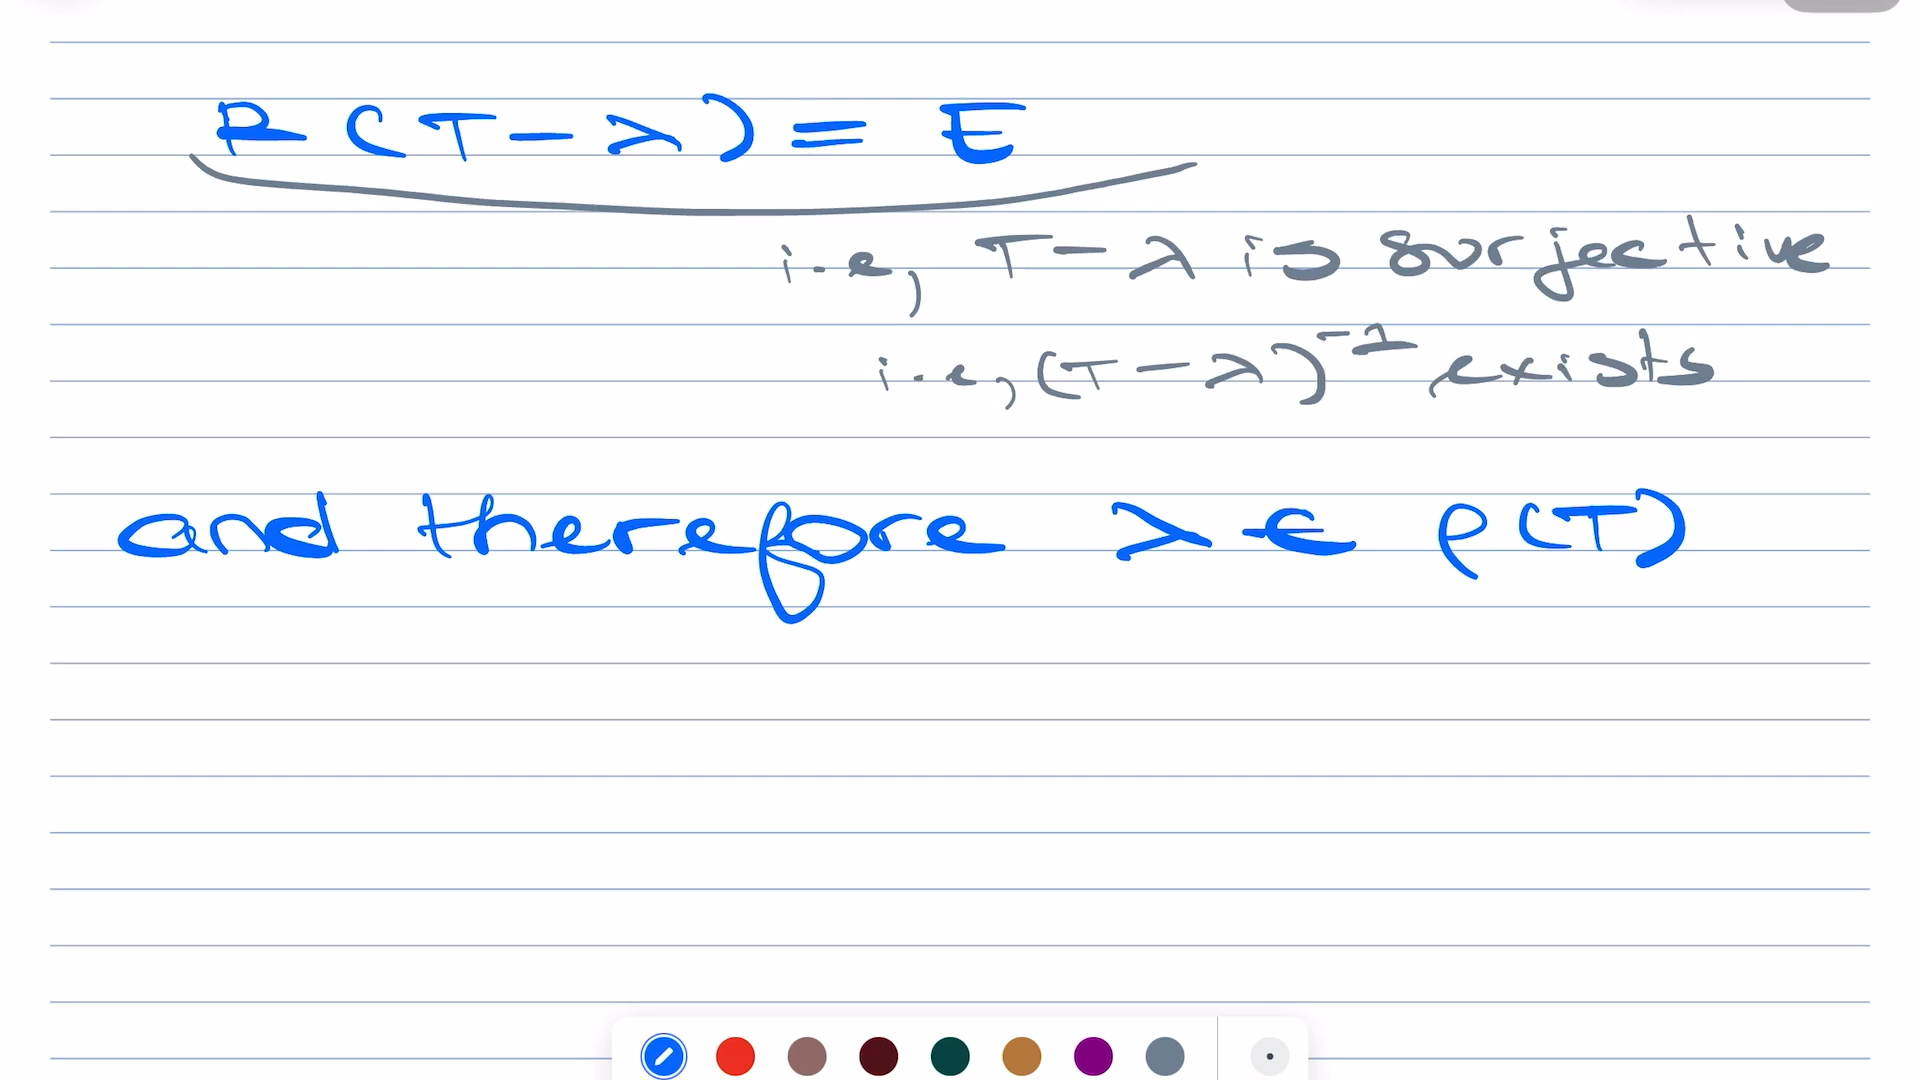 R(T-λ) = E
i.e, T-λ is surjective
i.e, (T-λ)⁻¹ exists
and therefore λ ∈ ρ(T)